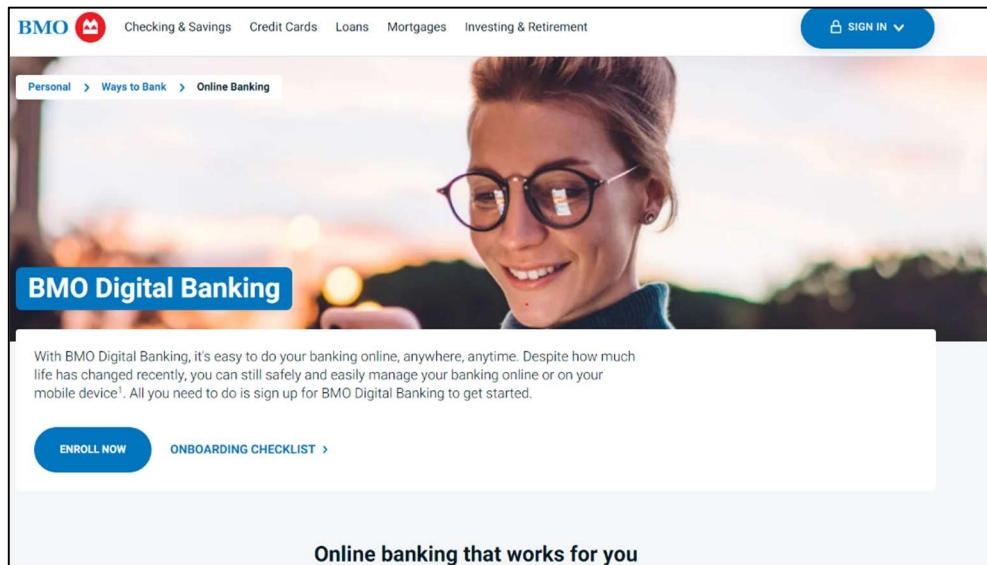 BMO
Checking & Savings Credit Cards Loans Mortgages Investing & Retirement
SIGN IN
Personal > Ways to Bank > Online Banking
BMO Digital Banking
With BMO Digital Banking, it's easy to do your banking online, anywhere, anytime. Despite how much
life has changed recently, you can still safely and easily manage your banking online or on your
mobile device¹. All you need to do is sign up for BMO Digital Banking to get started.
ENROLL NOW ONBOARDING CHECKLIST >
Online banking that works for you